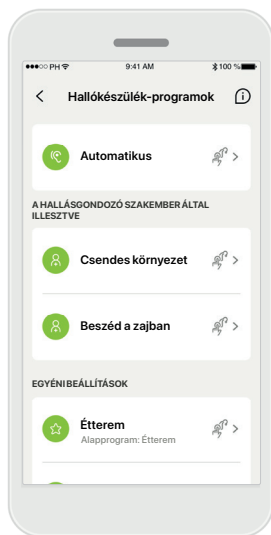 ●●●○○ PH 9:41 AM 100 %
Hallókészülék-programok
Automatikus
A HALLÁSGONDOZÓ SZAKEMBER ÁLTAL
ILLESZTVE
Csendes környezet
Beszéd a zajban
EGYÉNI BEÁLLÍTÁSOK
Étterem
Alapprogram: Étterem